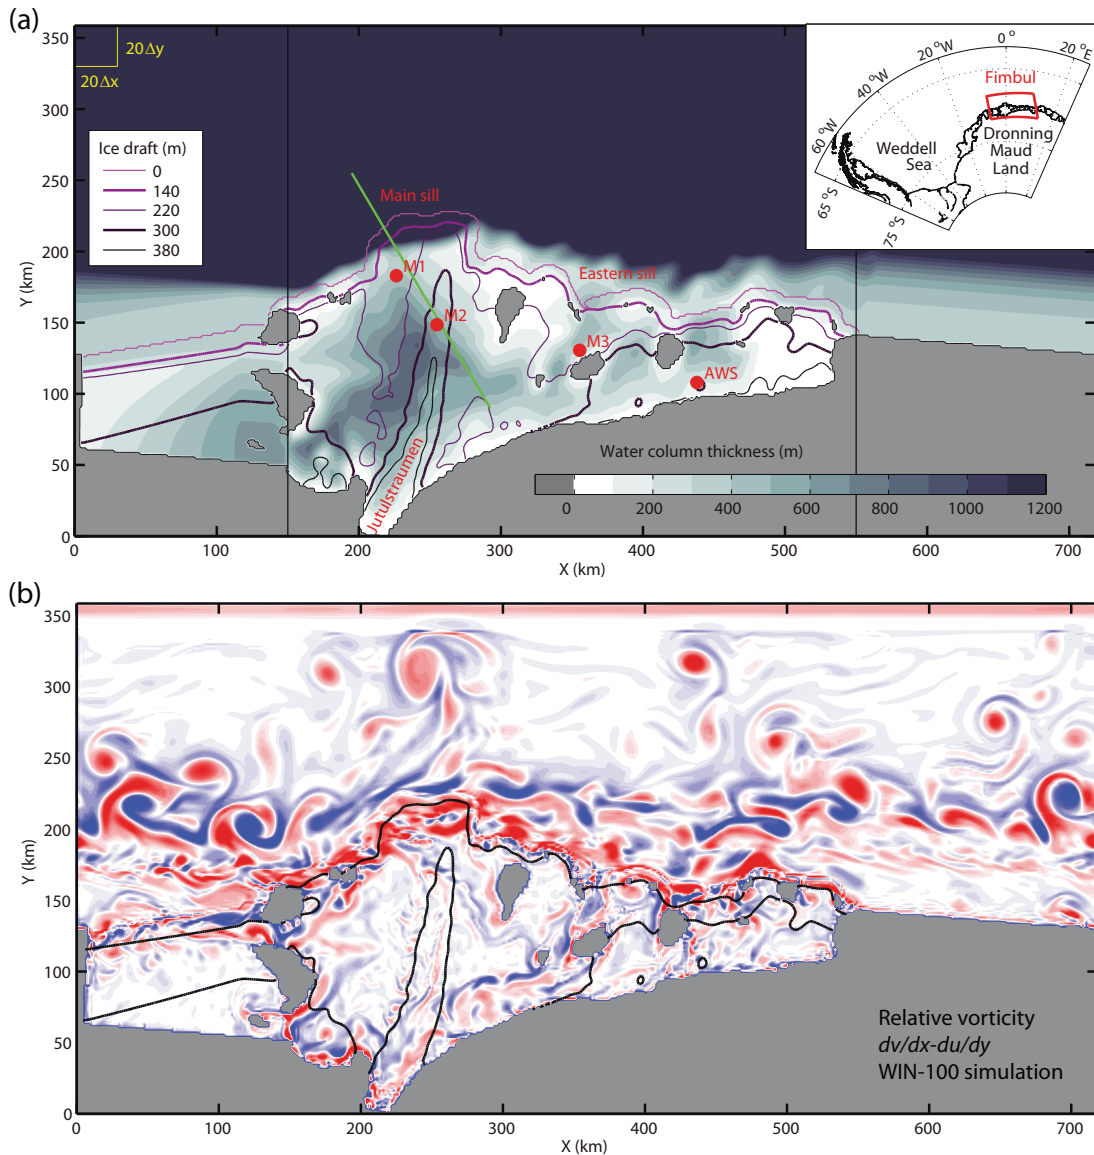 (a)
350
300
250
200
150
100
50
0
Y (km)
20Δy
20Δx
Ice draft (m)
0
140
220
300
380
Main sill
M1
M2
Eastern sill
M3
AWS
Jutulstraumen
Water column thickness (m)
0
200
400
600
800
1000
1200
0
100
200
300
400
500
600
700
X (km)
60 °W
40 °W
20 °W
0 °
20 °E
65 °S
75 °S
Fimbul
Weddell
Sea
Dronning
Maud
Land
(b)
350
300
250
200
150
100
50
0
Y (km)
Relative vorticity
dv/dx-du/dy
WIN-100 simulation
0
100
200
300
400
500
600
700
X (km)